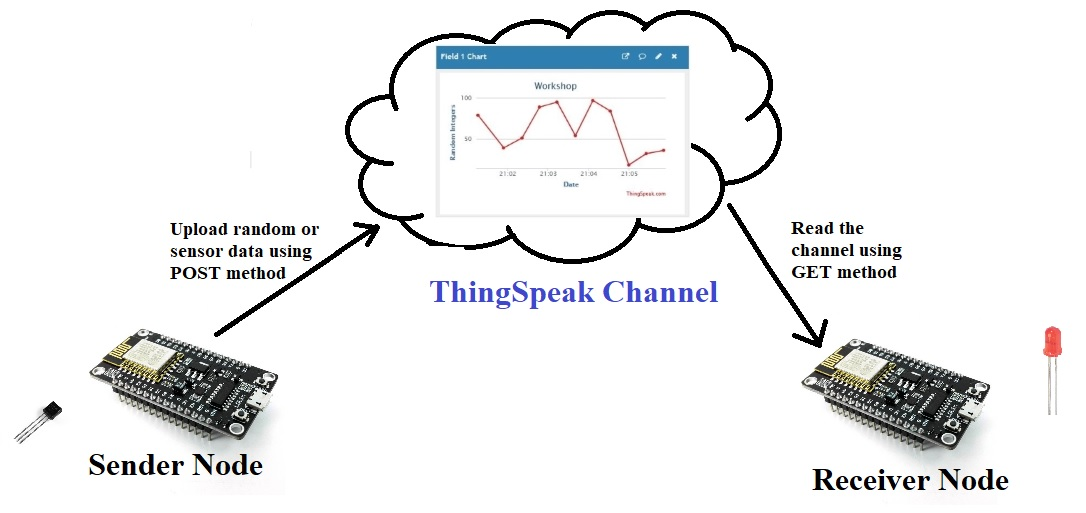 Field 1 Chart
Workshop
100
50
Random Integers
21:02 21:03 21:04 21:05
Date
ThingSpeak.com
Upload random or
sensor data using
POST method
Read the
channel using
GET method
ThingSpeak Channel
Sender Node
Receiver Node